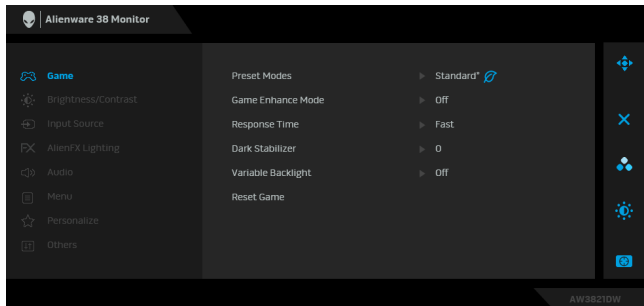 Alienware 38 Monitor
Game
Preset Modes Standard*
Brightness/Contrast
Game Enhance Mode Off
Input Source
Response Time Fast
AlienFX Lighting
Dark Stabilizer 0
Audio
Variable Backlight Off
Menu
Reset Game
Personalize
Others
AW3821DW